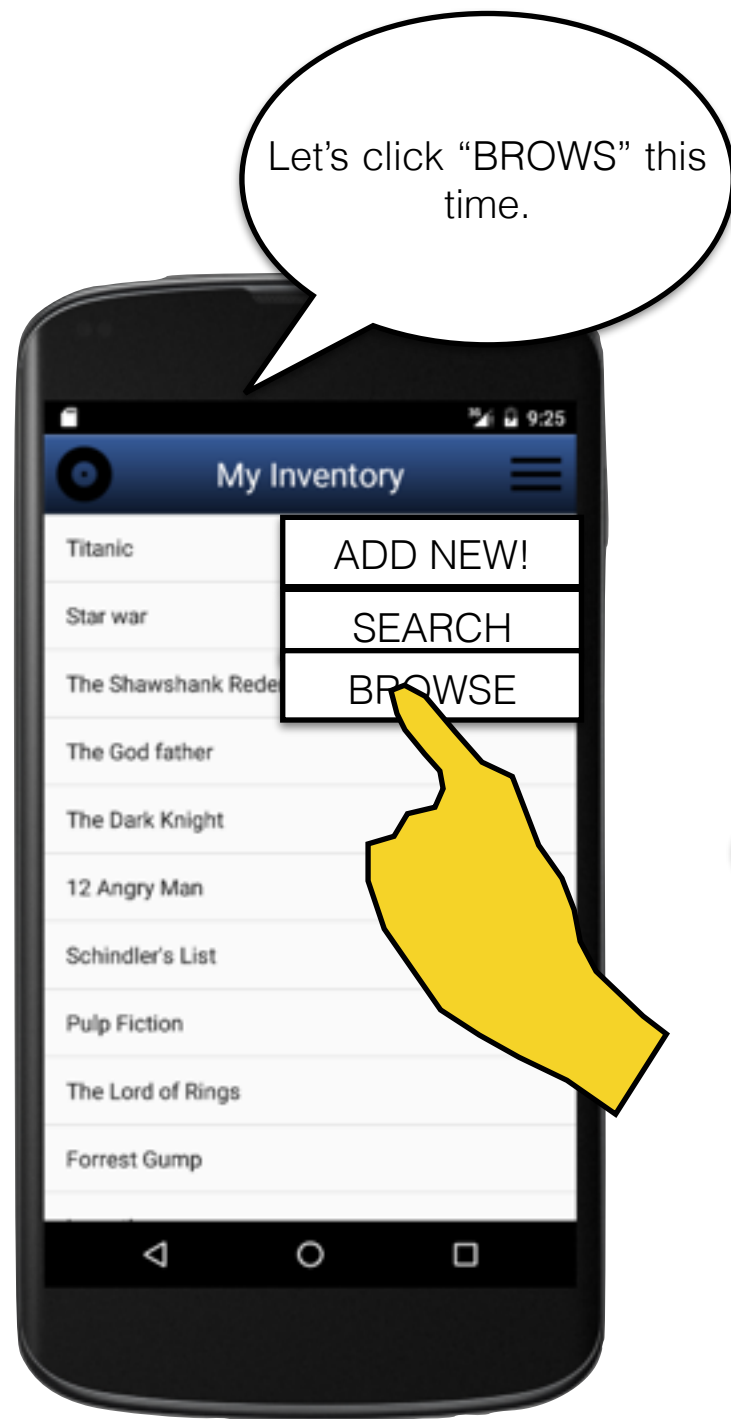 Let's click “BROWS” this
time.
3G 9:25
My Inventory
Titanic
ADD NEW!
Star war
SEARCH
The Shawshank
BROWSE
The God father
The Dark Knight
12 Angry Man
Schindler's List
Pulp Fiction
The Lord of Rings
Forrest Gump